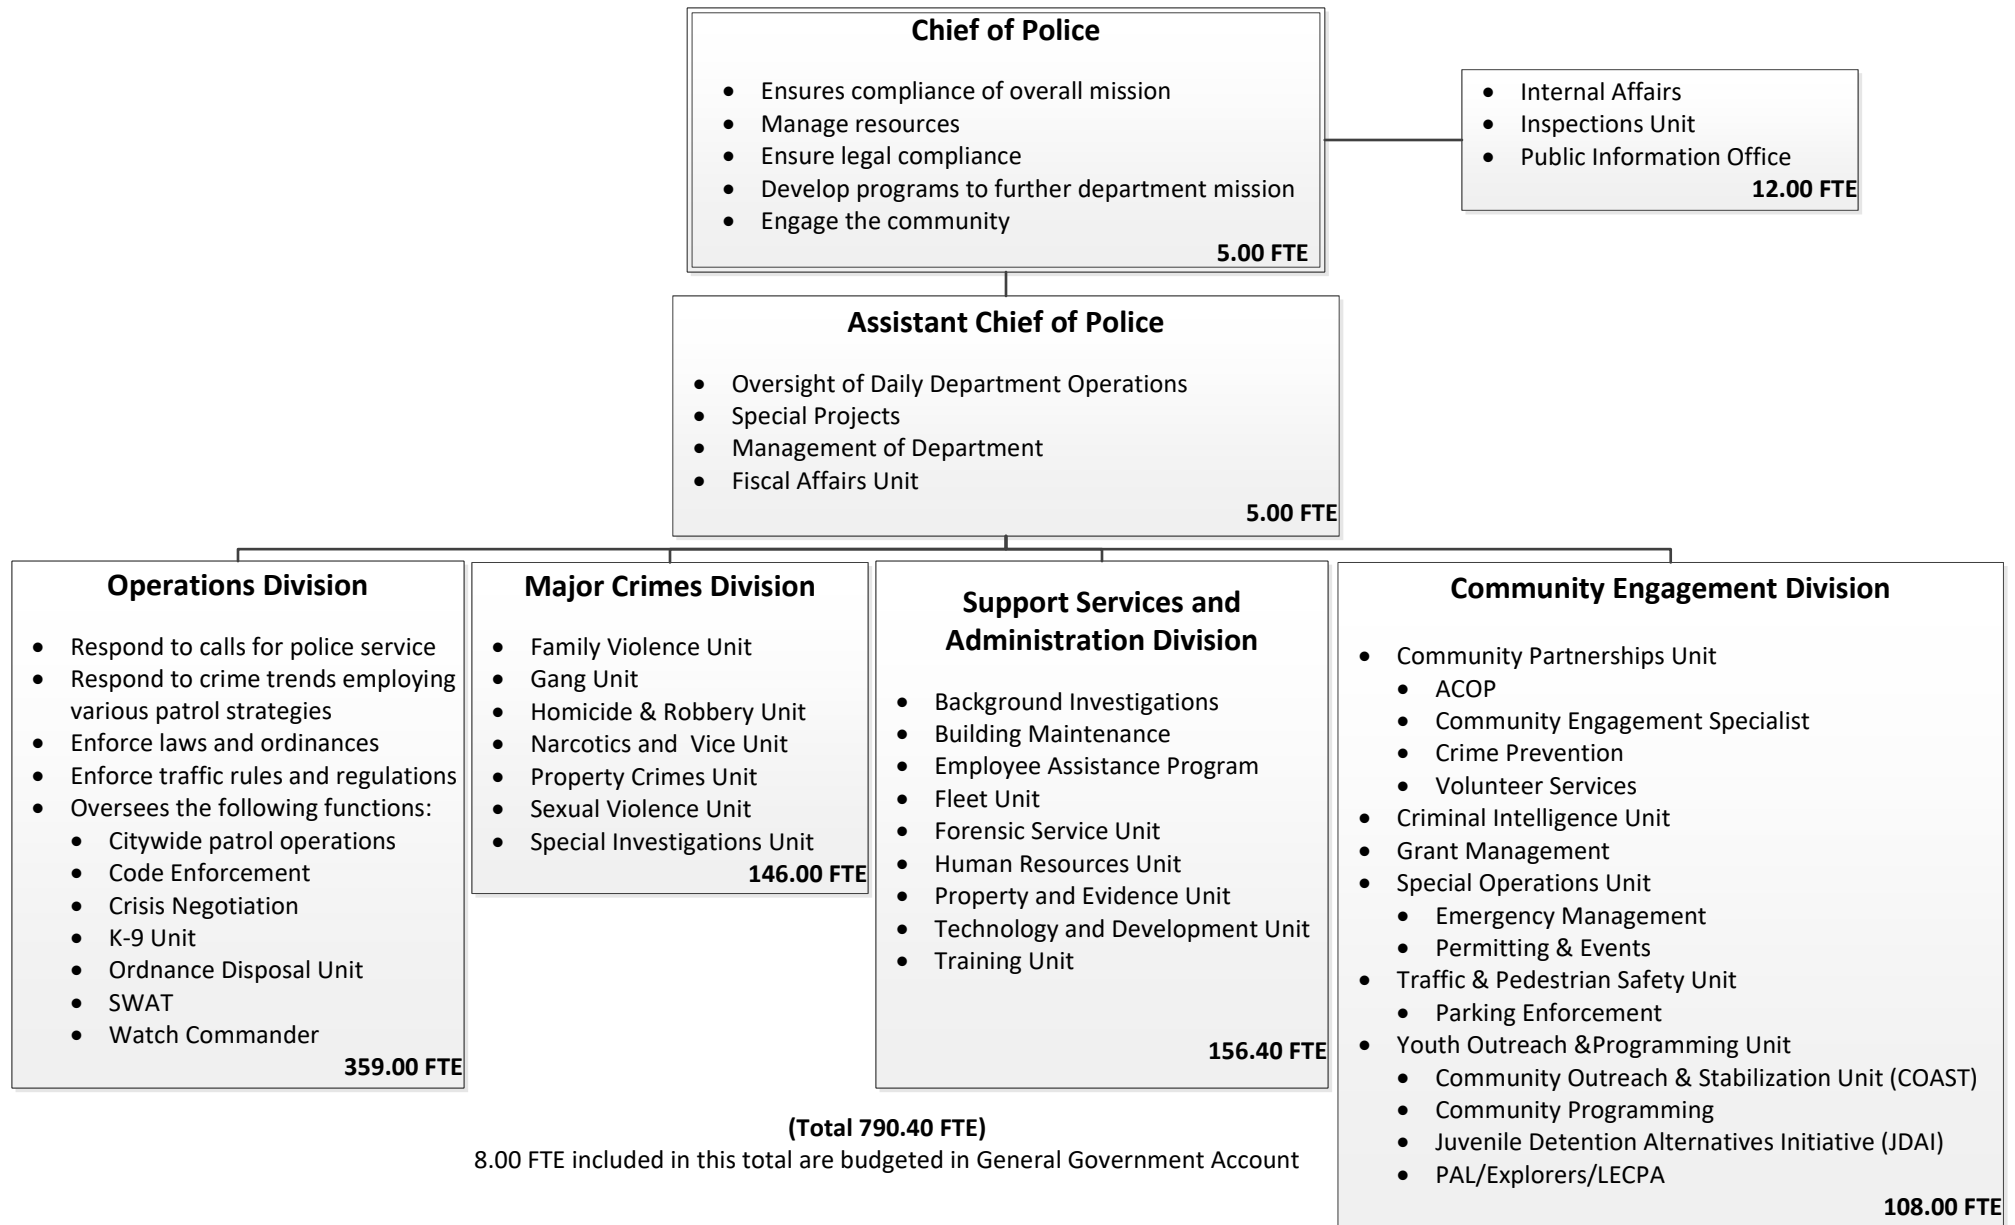 Chief of Police
• Ensures compliance of overall mission
• Manage resources
• Ensure legal compliance
• Develop programs to further department mission
• Engage the community
5.00 FTE
• Internal Affairs
• Inspections Unit
• Public Information Office
12.00 FTE
Assistant Chief of Police
• Oversight of Daily Department Operations
• Special Projects
• Management of Department
• Fiscal Affairs Unit
5.00 FTE
Operations Division
• Respond to calls for police service
• Respond to crime trends employing
various patrol strategies
• Enforce laws and ordinances
• Enforce traffic rules and regulations
• Oversees the following functions:
• Citywide patrol operations
• Code Enforcement
• Crisis Negotiation
• K-9 Unit
• Ordnance Disposal Unit
• SWAT
• Watch Commander
359.00 FTE
Major Crimes Division
• Family Violence Unit
• Gang Unit
• Homicide & Robbery Unit
• Narcotics and  Vice Unit
• Property Crimes Unit
• Sexual Violence Unit
• Special Investigations Unit
146.00 FTE
Support Services and
Administration Division
• Background Investigations
• Building Maintenance
• Employee Assistance Program
• Fleet Unit
• Forensic Service Unit
• Human Resources Unit
• Property and Evidence Unit
• Technology and Development Unit
• Training Unit
156.40 FTE
Community Engagement Division
• Community Partnerships Unit
• ACOP
• Community Engagement Specialist
• Crime Prevention
• Volunteer Services
• Criminal Intelligence Unit
• Grant Management
• Special Operations Unit
• Emergency Management
• Permitting & Events
• Traffic & Pedestrian Safety Unit
• Parking Enforcement
• Youth Outreach &Programming Unit
• Community Outreach & Stabilization Unit (COAST)
• Community Programming
• Juvenile Detention Alternatives Initiative (JDAI)
• PAL/Explorers/LECPA
108.00 FTE
(Total 790.40 FTE)
8.00 FTE included in this total are budgeted in General Government Account